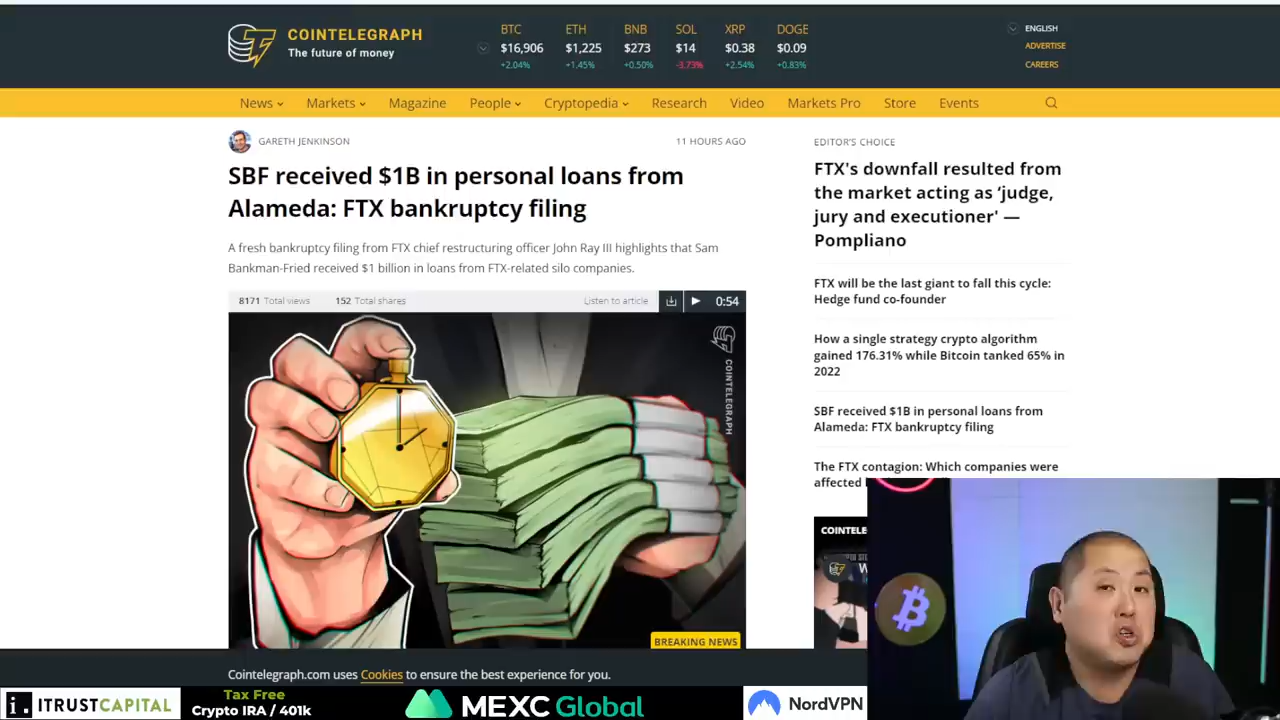 COINTELEGRAPH
The future of money
BTC
$16,906
+2.04%
ETH
$1,225
+1.45%
BNB
$273
+0.50%
SOL
$14
-3.73%
XRP
$0.38
+2.54%
DOGE
$0.09
+0.83%
ENGLISH
ADVERTISE
CAREERS
News Markets Magazine People Cryptopedia Research Video Markets Pro Store Events
GARETH JENKINSON 11 HOURS AGO
SBF received $1B in personal loans from
Alameda: FTX bankruptcy filing
A fresh bankruptcy filing from FTX chief restructuring officer John Ray III highlights that Sam
Bankman-Fried received $1 billion in loans from FTX-related silo companies.
8171 Total views 152 Total shares Listen to article 0:54
COINTELEGRAPH
BREAKING NEWS
EDITOR'S CHOICE
FTX's downfall resulted from
the market acting as ‘judge,
jury and executioner' —
Pompliano
FTX will be the last giant to fall this cycle:
Hedge fund co-founder
How a single strategy crypto algorithm
gained 176.31% while Bitcoin tanked 65% in
2022
SBF received $1B in personal loans from
Alameda: FTX bankruptcy filing
The FTX contagion: Which companies were
affected
COINTELE
Cointelegraph.com uses Cookies to ensure the best experience for you.
i. ITRUSTCAPITAL
Tax Free
Crypto IRA / 401k
MEXC Global
NordVPN